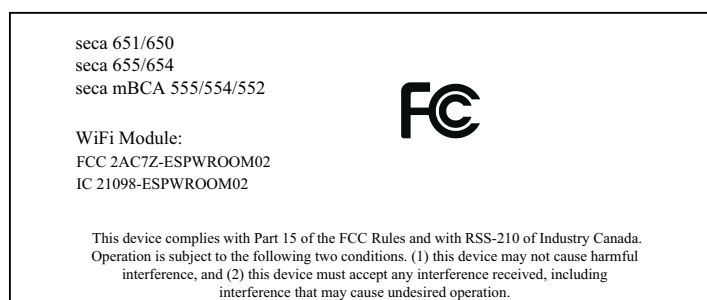 seca 651/650
seca 655/654
seca mBCA 555/554/552
FC
WiFi Module:
FCC 2AC7Z-ESPWROOM02
IC 21098-ESPWROOM02
This device complies with Part 15 of the FCC Rules and with RSS-210 of Industry Canada.
Operation is subject to the following two conditions. (1) this device may not cause harmful
interference, and (2) this device must accept any interference received, including
interference that may cause undesired operation.